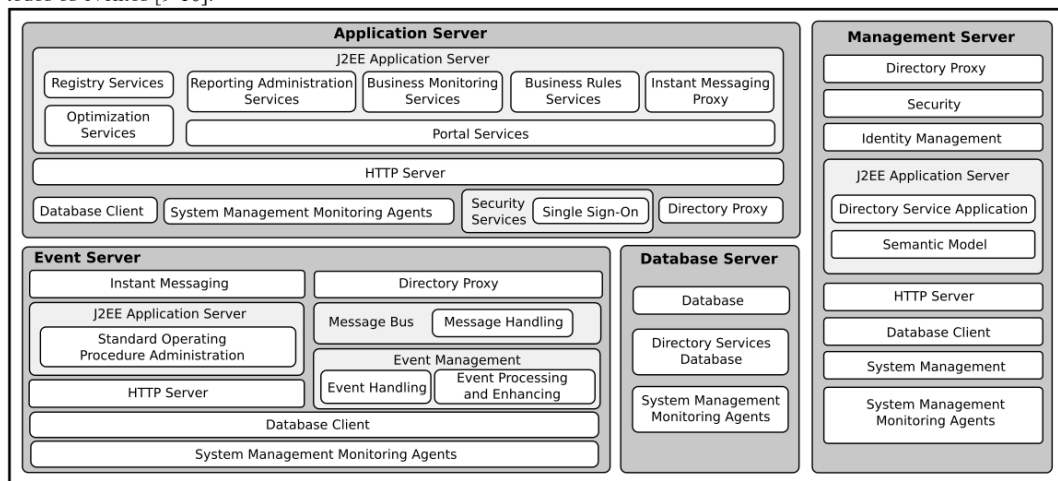 Application Server
J2EE Application Server
Registry Services
Optimization
Services
Reporting Administration
Services
Business Monitoring
Services
Business Rules
Services
Instant Messaging
Proxy
Portal Services
HTTP Server
Database Client
System Management Monitoring Agents
Security
Services
Single Sign-On
Directory Proxy
Event Server
Instant Messaging
J2EE Application Server
Standard Operating
Procedure Administration
HTTP Server
Directory Proxy
Message Bus
Message Handling
Event Management
Event Handling
Event Processing
and Enhancing
Database Client
System Management Monitoring Agents
Database Server
Database
Directory Services
Database
System Management
Monitoring Agents
Management Server
Directory Proxy
Security
Identity Management
J2EE Application Server
Directory Service Application
Semantic Model
HTTP Server
Database Client
System Management
System Management
Monitoring Agents